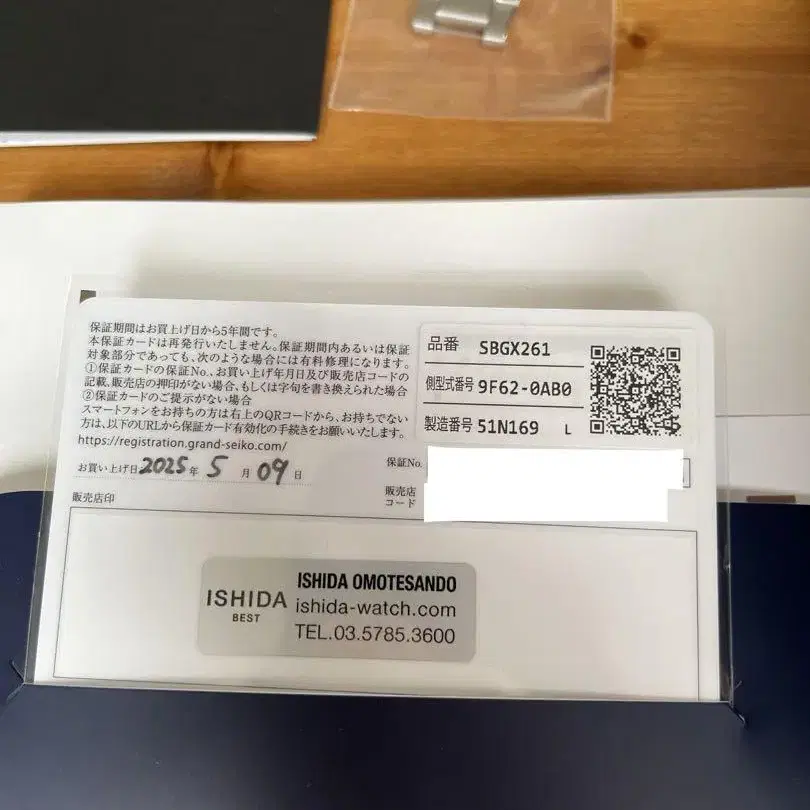 保証期間はお買上げ日から5年間です。
本保証カードは再発行いたしません。保証期間内あるいは保証
対象部分であっても、次のような場合には有料修理になります。
①保証カードの保証No.、お買上げ年月日及び販売店コードの
記載、販売店の押印がない場合、もしくは字句を書き換えられた場合
②保証カードのご提示がない場合
スマートフォンをお持ちの方は右上のQRコードから、お持ちでない
方は、以下のURLから保証カード有効化の手続きをお願いいたします。
https://registration.grand-seiko.com/
品番 SBGX261
側型式番号 9F62-0AB0
製造番号 51N169 L
お買い上げ日 2025 年 5 月 09 日
保証No.
販売店
コード
販売店印
ISHIDA
BEST
ISHIDA OMOTESANDO
ishida-watch.com
TEL.03.5785.3600